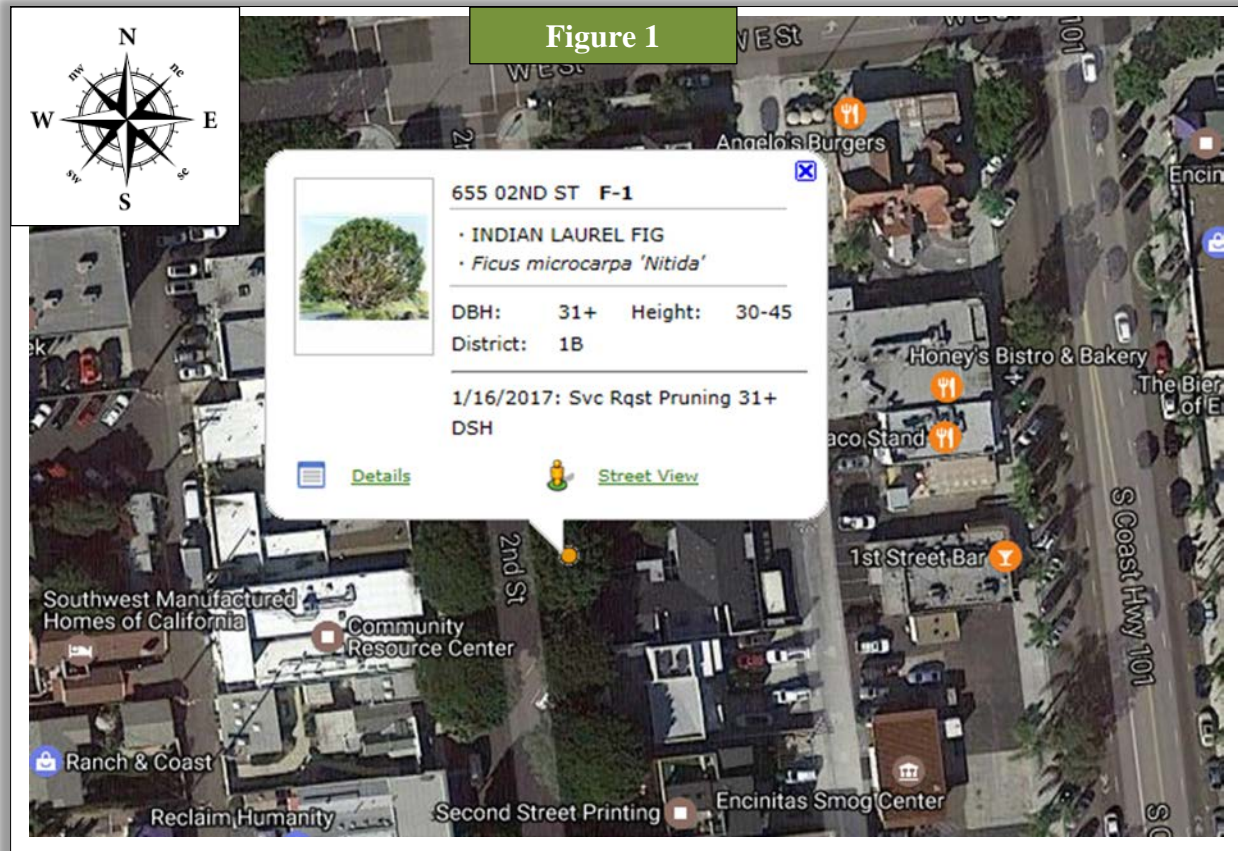 Figure 1
N
nw
ne
W
E
sw
se
S
W E St
W E St
101
Angelo's Burgers
Encin
655 02ND ST F-1
· INDIAN LAUREL FIG
· Ficus microcarpa 'Nitida'
DBH: 31+ Height: 30-45
District: 1B
1/16/2017: Svc Rqst Pruning 31+
DSH
Details
Street View
Honey's Bistro & Bakery
The Bier
of E
aco Stand
2nd St
1st Street Bar
S Coast Hwy 101
Southwest Manufactured
Homes of California
Community
Resource Center
Ranch & Coast
Reclaim Humanity
Second Street Printing
Encinitas Smog Center